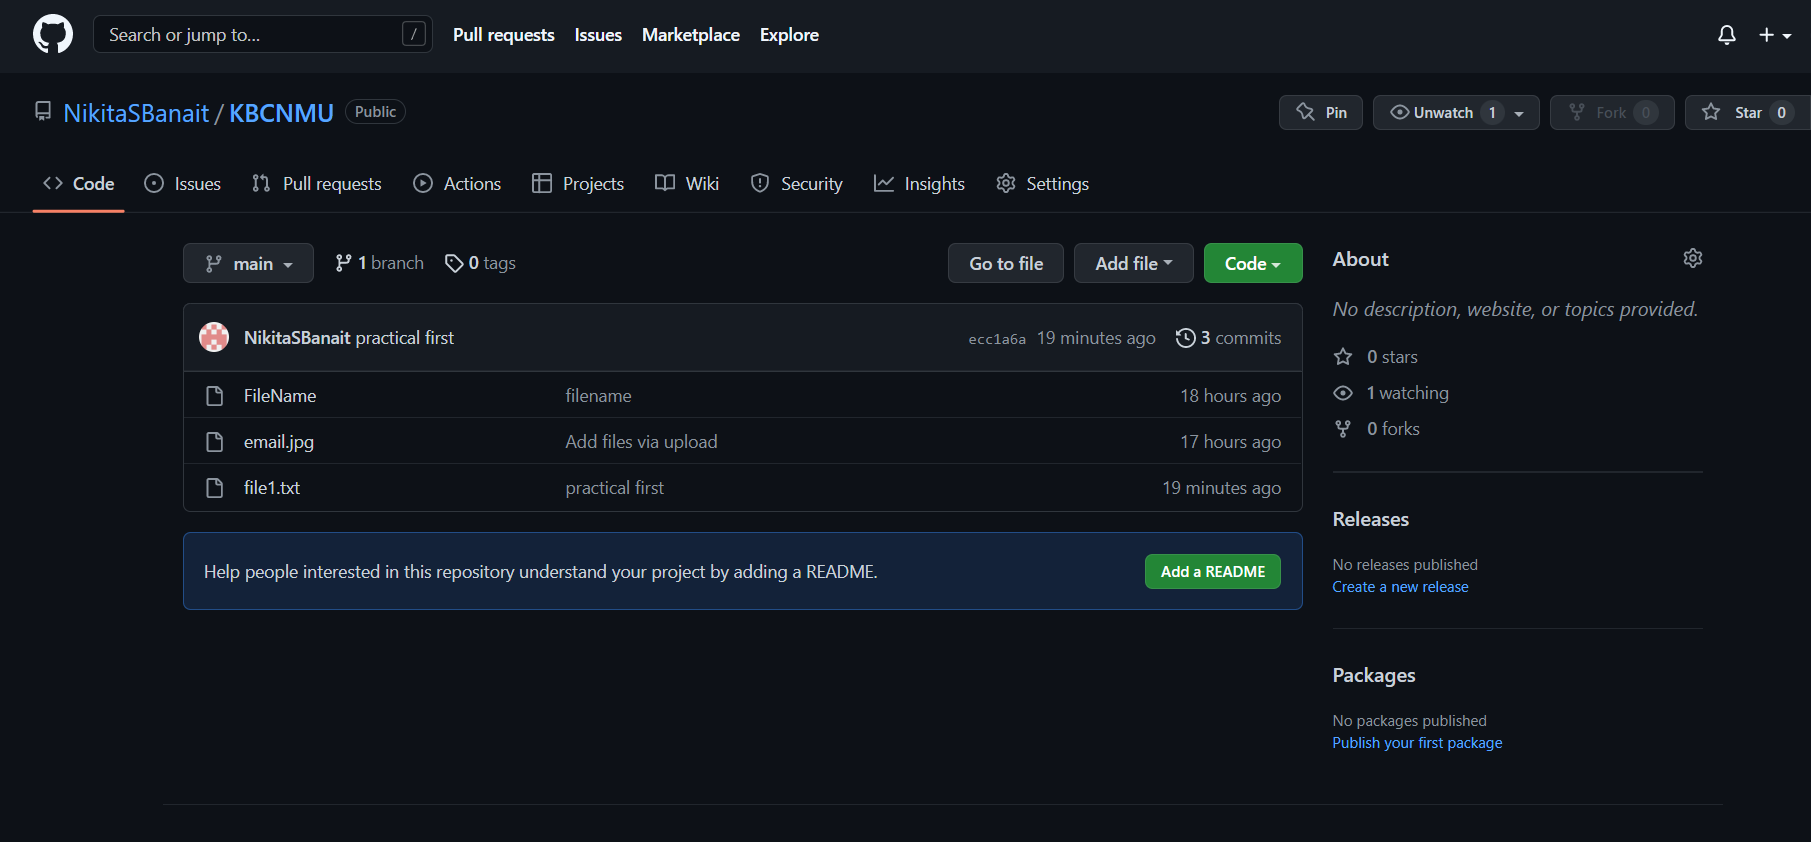 Search or jump to... / Pull requests Issues Marketplace Explore
NikitaSBanait / KBCNMU Public Pin Unwatch 1 Fork 0 Star 0
Code Issues Pull requests Actions Projects Wiki Security Insights Settings
main 1 branch 0 tags Go to file Add file Code
NikitaSBanait practical first ecc1a6a 19 minutes ago 3 commits
FileName filename 18 hours ago
email.jpg Add files via upload 17 hours ago
file1.txt practical first 19 minutes ago
Help people interested in this repository understand your project by adding a README. Add a README
About
No description, website, or topics provided.
0 stars
1 watching
0 forks
Releases
No releases published
Create a new release
Packages
No packages published
Publish your first package